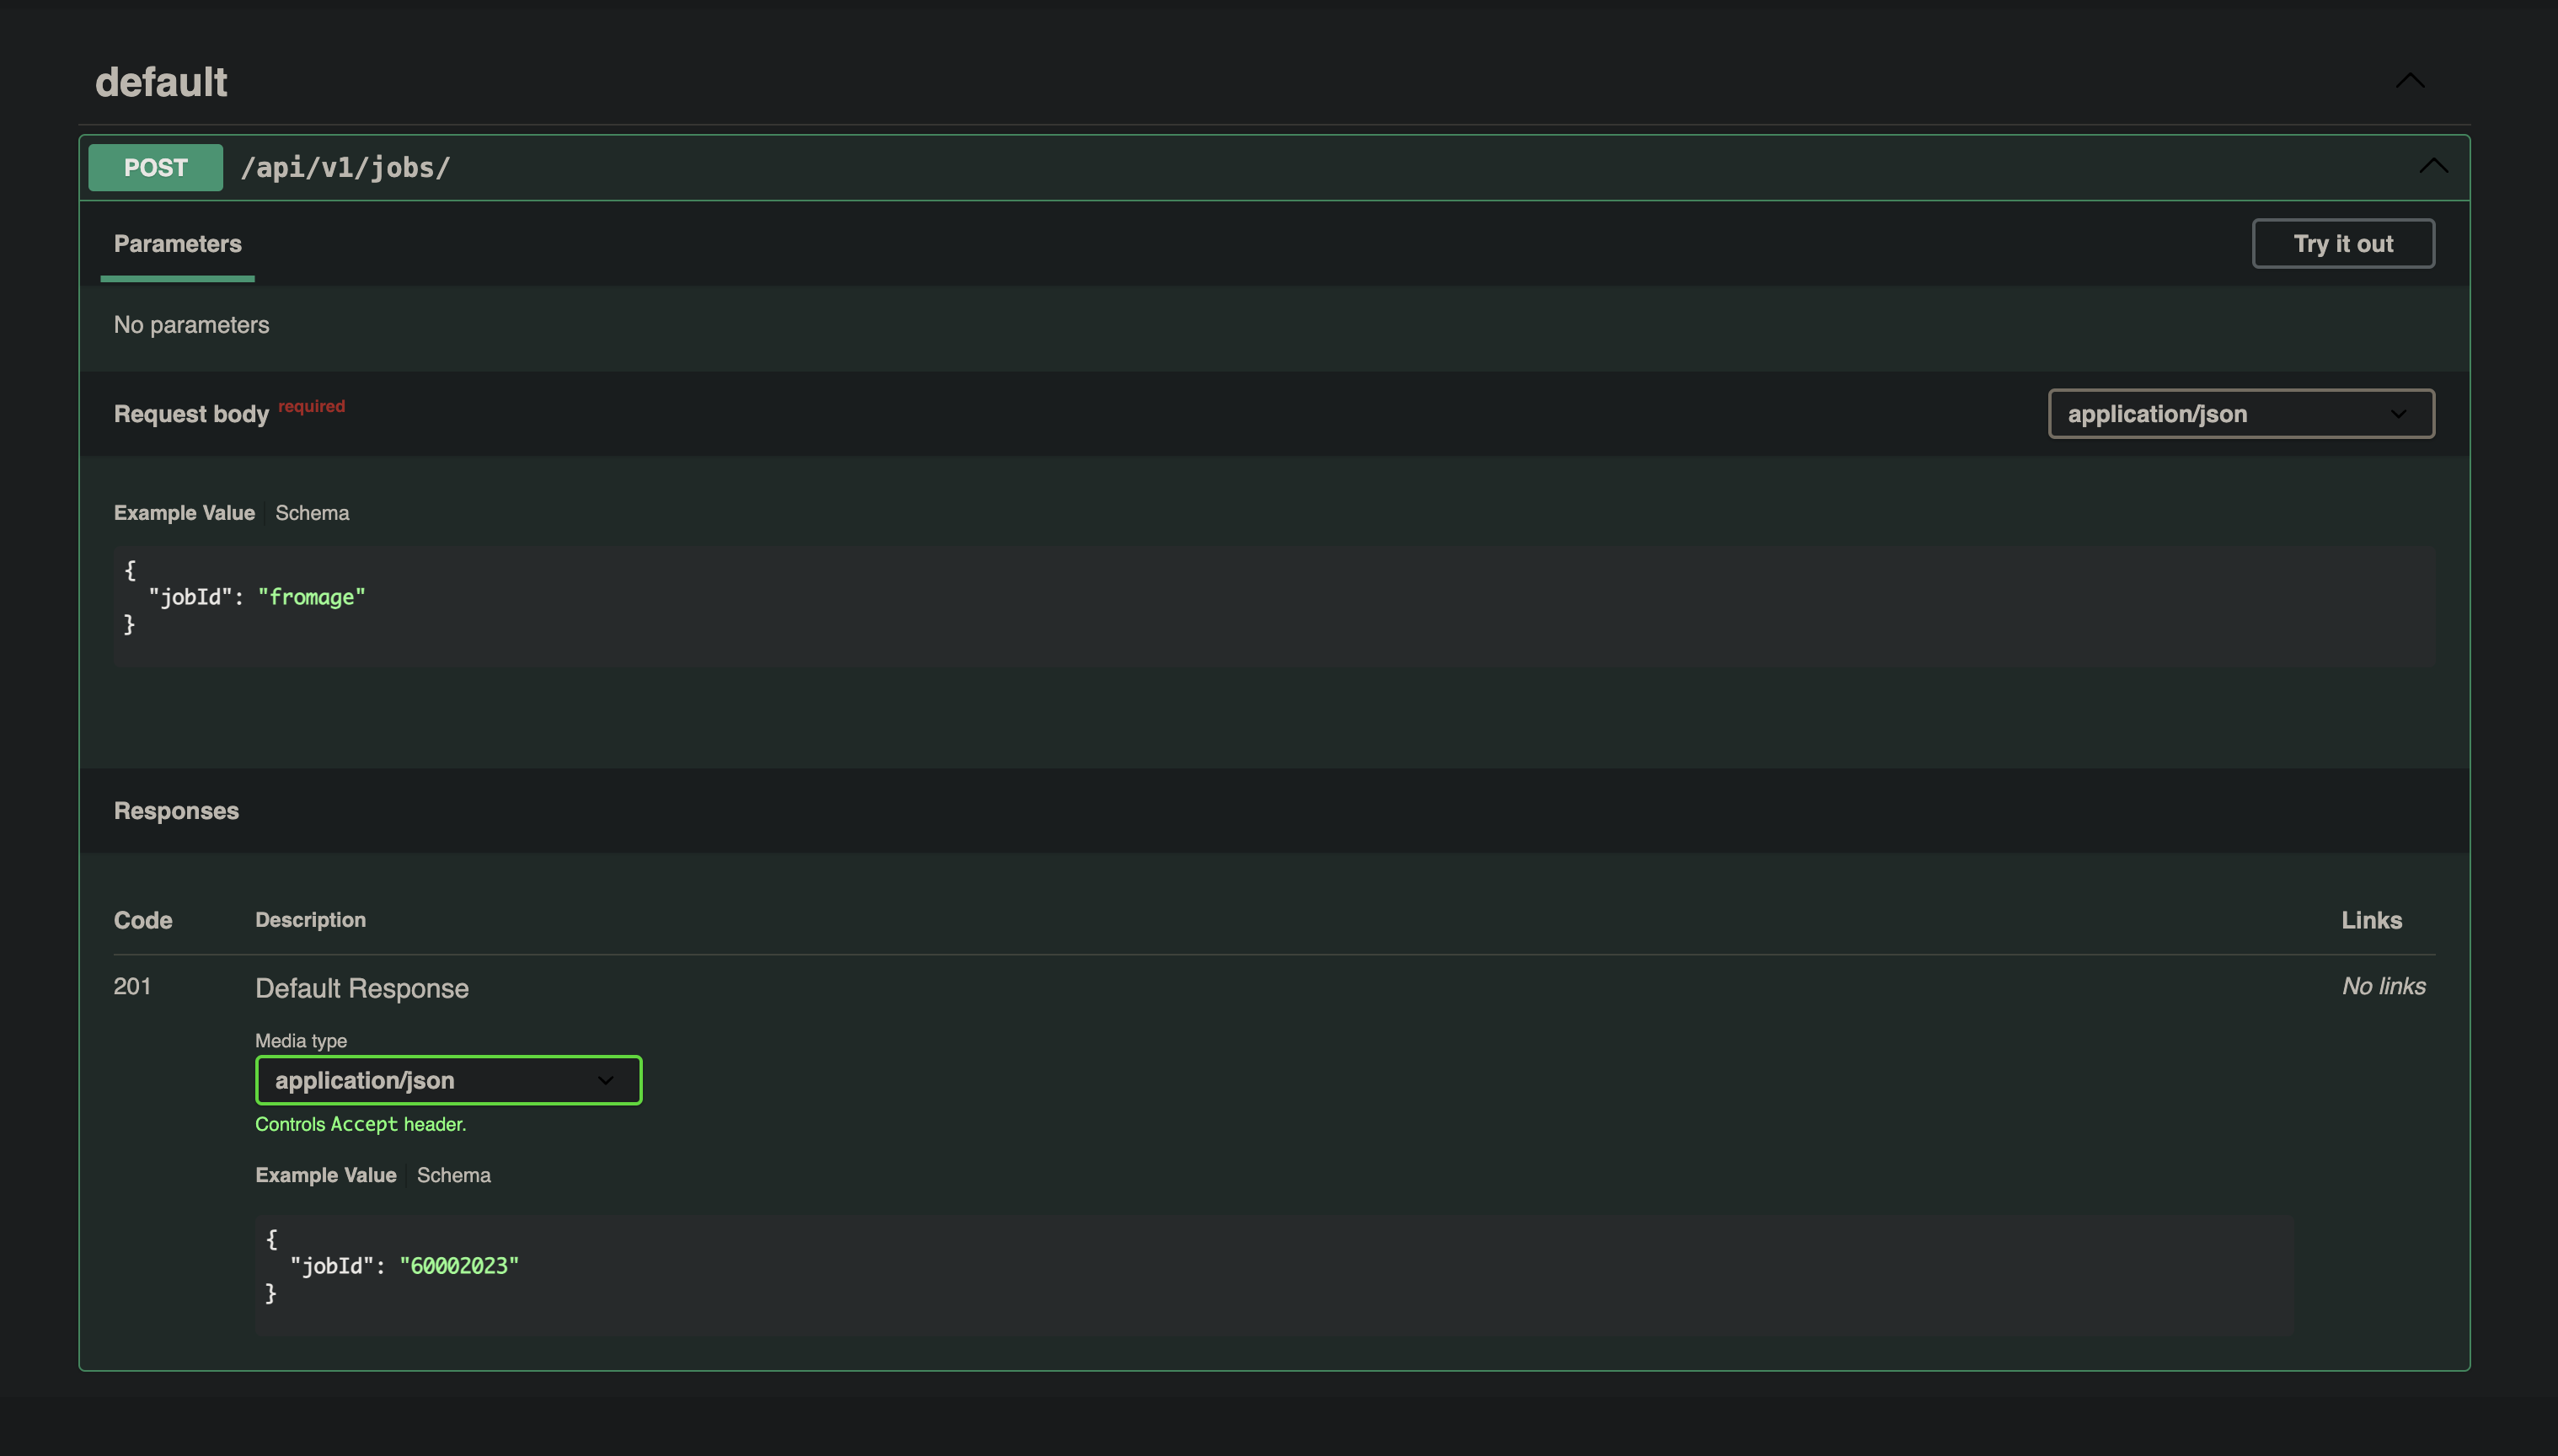 default
POST /api/v1/jobs/
Parameters
Try it out
No parameters
Request body required
application/json
Example Value Schema
{
  "jobId": "fromage"
}
Responses
Code Description Links
201 Default Response No links
Media type
application/json
Controls Accept header.
Example Value Schema
{
  "jobId": "60002023"
}